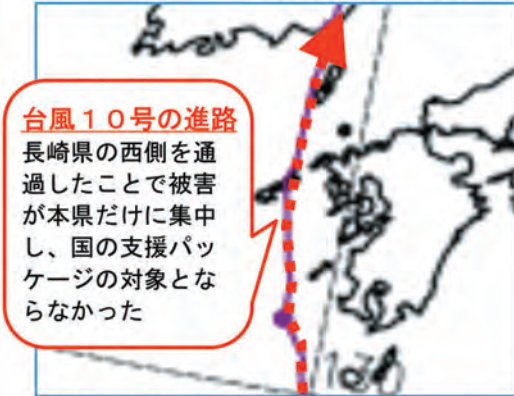 台風１０号の進路
長崎県の西側を通
過したことで被害
が本県だけに集中
し、国の支援パッ
ケージの対象とな
らなかった